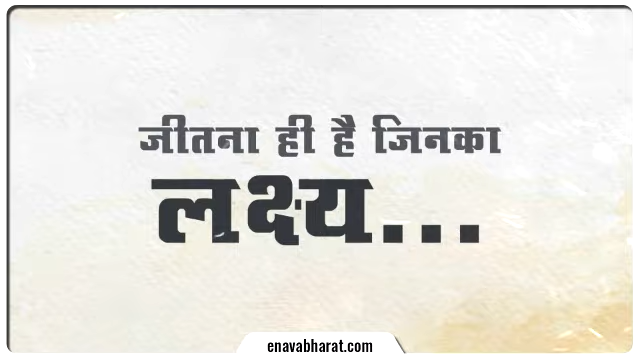 जीतना ही है जिनका
लक्ष्य...
enavabharat.com